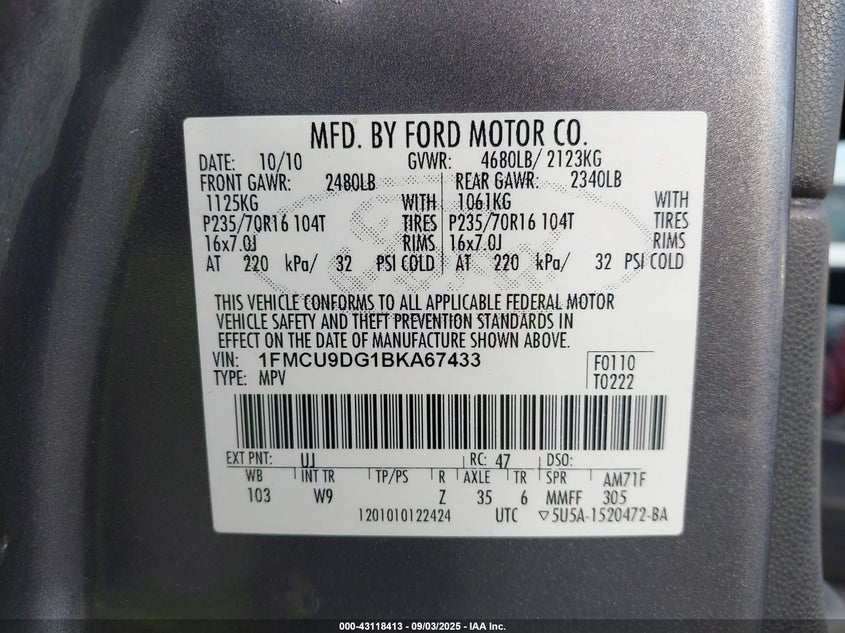 MFD. BY FORD MOTOR CO.
DATE: 10/10 GVWR: 4680LB/ 2123KG
FRONT GAWR: 2480LB REAR GAWR: 2340LB
1125KG WITH 1061KG WITH
P235/70R16 104T TIRES P235/70R16 104T TIRES
16x7.0J RIMS 16x7.0J RIMS
AT 220 kPa/ 32 PSI COLD AT 220 kPa/ 32 PSI COLD
THIS VEHICLE CONFORMS TO ALL APPLICABLE FEDERAL MOTOR
VEHICLE SAFETY AND THEFT PREVENTION STANDARDS IN
EFFECT ON THE DATE OF MANUFACTURE SHOWN ABOVE.
VIN: 1FMCU9DG1BKA67433 F0110
TYPE: MPV T0222
EXT PNT: UJ RC: 47 DSO:
WB INT TR TP/PS R AXLE TR SPR AM71F
103 W9 Z 35 6 MMFF 305
1201010122424 UTC ▽5U5A-1520472-BA
000-43118413 - 09/03/2025 - IAA Inc.